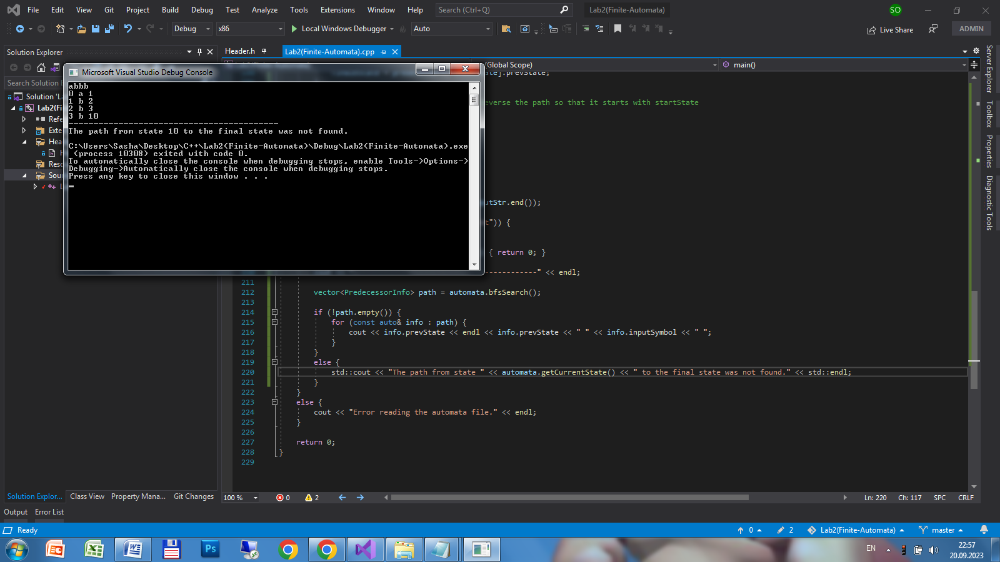 File Edit View Git Project Build Debug Test Analyze Tools Extensions Window Help Search (Ctrl+Q) Lab2(Finite-Automata) SO
Debug x86 Local Windows Debugger Auto Live Share ADMIN
Solution Explorer
Header.h Lab2(Finite-Automata).cpp
(Global Scope) main()
Search Solution
Solution 'La
Lab2(Fi
Refe
Exte
Hea
H
Reso
Sour
L
Microsoft Visual Studio Debug Console
abbb
0 a 1
1 b 2
2 b 3
3 b 10
------------------------------------------
The path from state 10 to the final state was not found.
C:\Users\Sasha\Desktop\C++\Lab2(Finite-Automata)\Debug\Lab2(Finite-Automata).exe
(process 10308) exited with code 0.
To automatically close the console when debugging stops, enable Tools->Options->
Debugging->Automatically close the console when debugging stops.
Press any key to close this window . . .
ate].prevState;
everse the path so that it starts with startState
utStr.end());
t")) {
{ return 0; }
------------" << endl;
211
212 vector<PredecessorInfo> path = automata.bfsSearch();
213
214 if (!path.empty()) {
215 for (const auto& info : path) {
216 cout << info.prevState << endl << info.prevState << " " << info.inputSymbol << " ";
217 }
218 }
219 else {
220 std::cout << "The path from state " << automata.getCurrentState() << " to the final state was not found." << std::endl;
221 }
222 }
223 else {
224 cout << "Error reading the automata file." << endl;
225 }
226
227 return 0;
228 }
229
Server Explorer
Toolbox
Properties
Diagnostic Tools
Solution Explor... Class View Property Mana... Git Changes
100 % 0 2 Ln: 220 Ch: 117 SPC CRLF
Output Error List
Ready 0 2 Lab2(Finite-Automata) master
Ps EN 22:57
20.09.2023